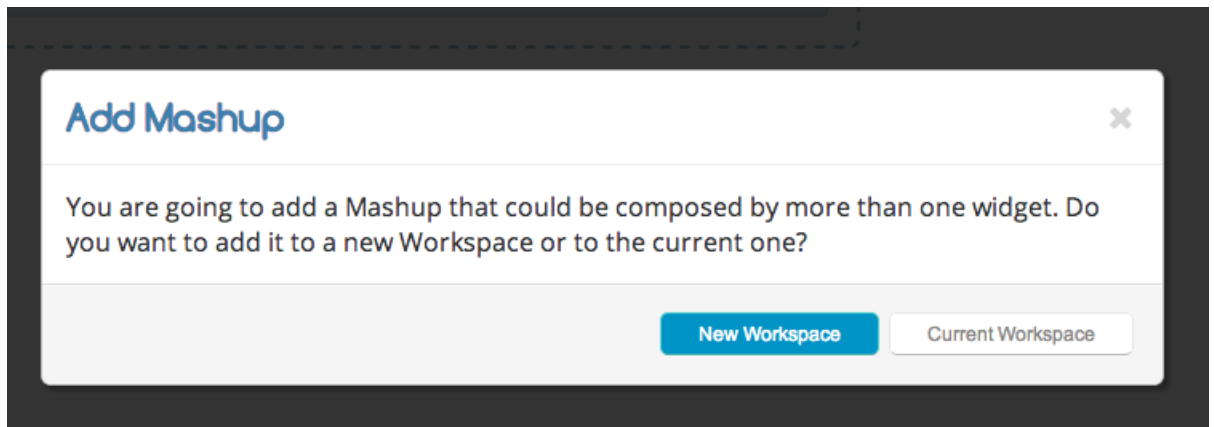 Add Mashup
You are going to add a Mashup that could be composed by more than one widget. Do
you want to add it to a new Workspace or to the current one?
New Workspace
Current Workspace